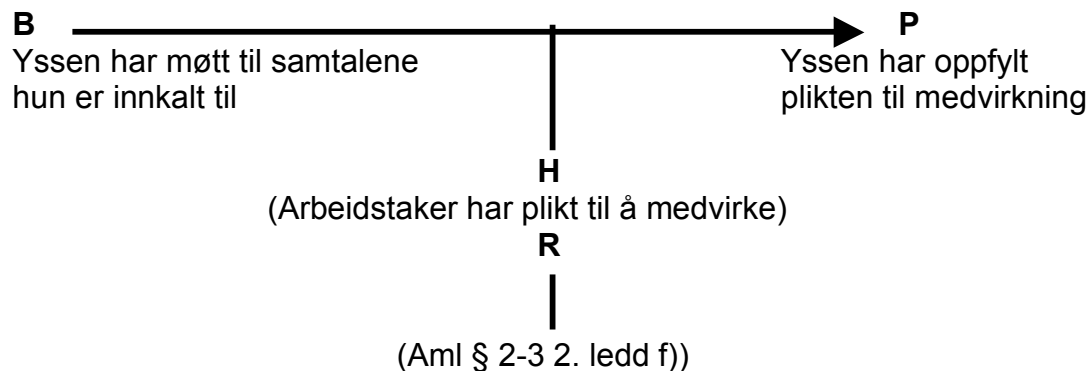 B P
Yssen har møtt til samtalene
hun er innkalt til
Yssen har oppfylt
plikten til medvirkning
H
(Arbeidstaker har plikt til å medvirke)
R
(Aml § 2-3 2. ledd f))